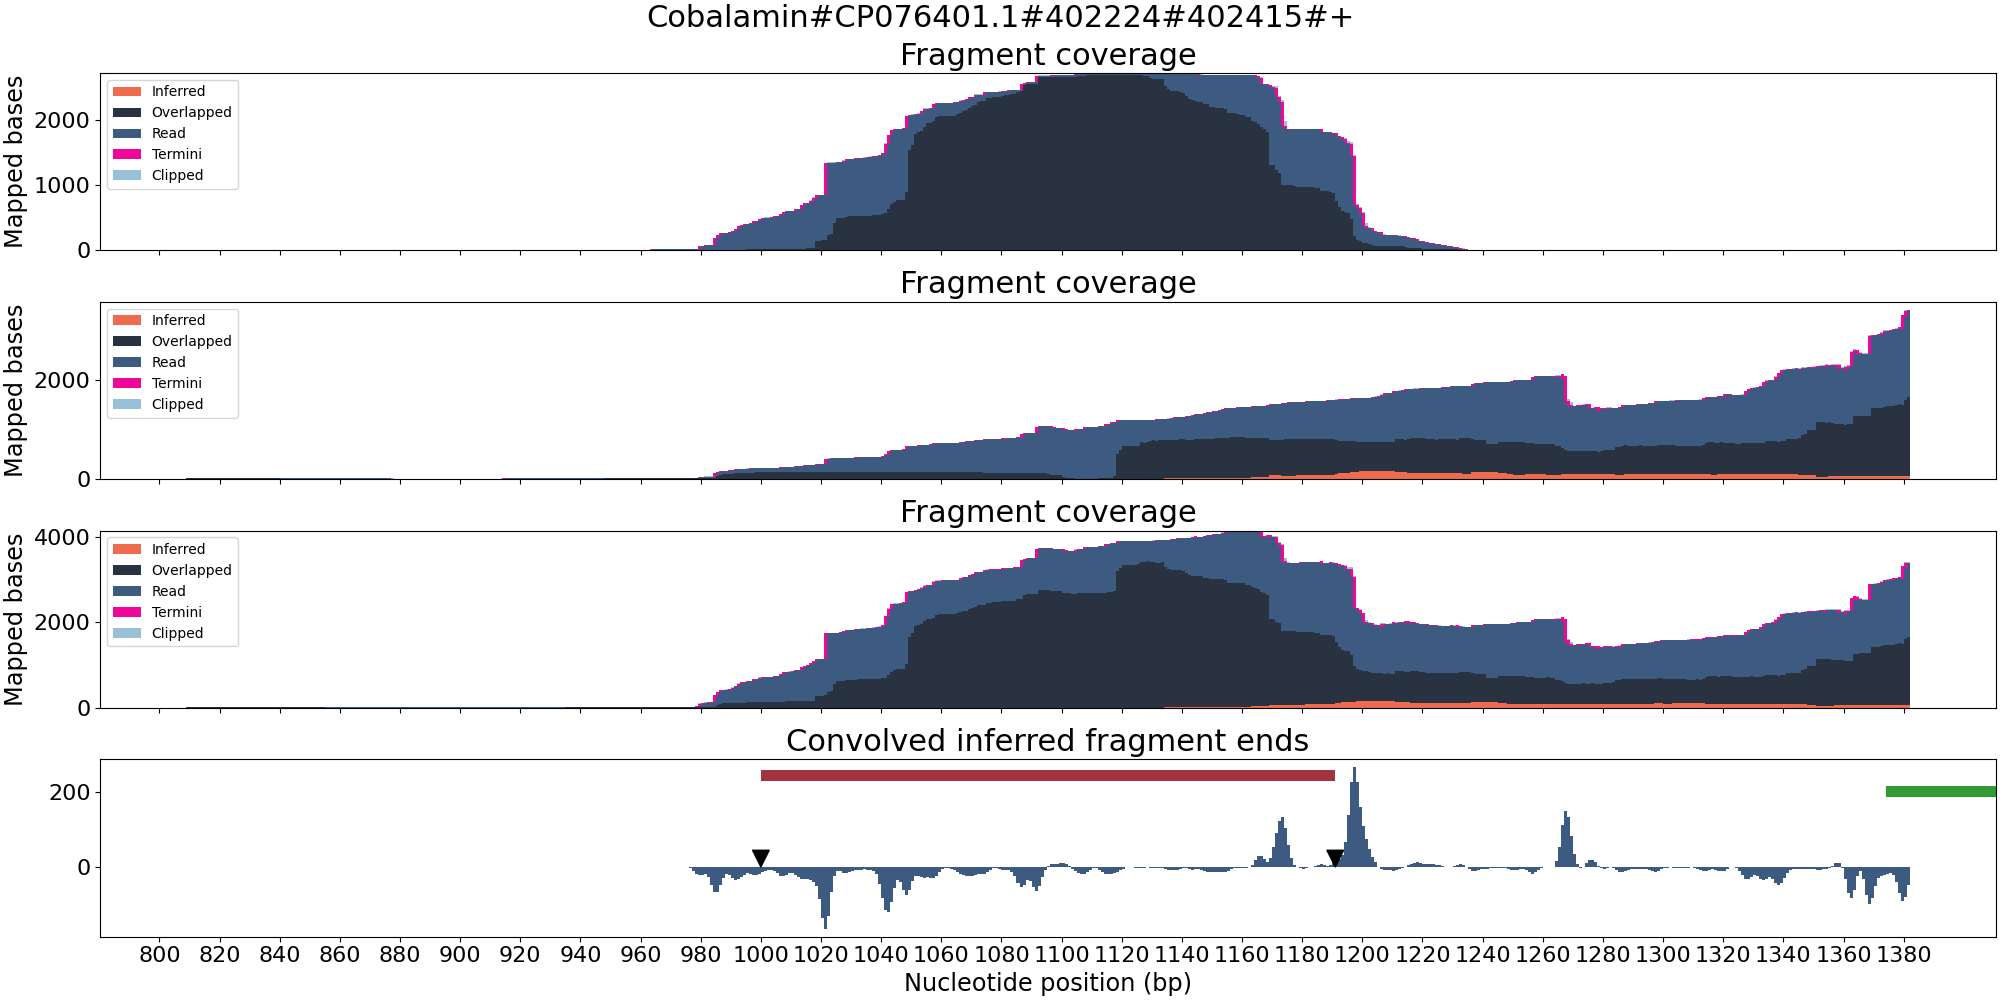 Cobalamin#CP076401.1#402224#402415#+
Fragment coverage
Mapped bases
2000
1000
0
Inferred
Overlapped
Read
Termini
Clipped
Fragment coverage
Mapped bases
2000
0
Inferred
Overlapped
Read
Termini
Clipped
Fragment coverage
Mapped bases
4000
2000
0
Inferred
Overlapped
Read
Termini
Clipped
Convolved inferred fragment ends
200
0
800 820 840 860 880 900 920 940 960 980 1000 1020 1040 1060 1080 1100 1120 1140 1160 1180 1200 1220 1240 1260 1280 1300 1320 1340 1360 1380
Nucleotide position (bp)